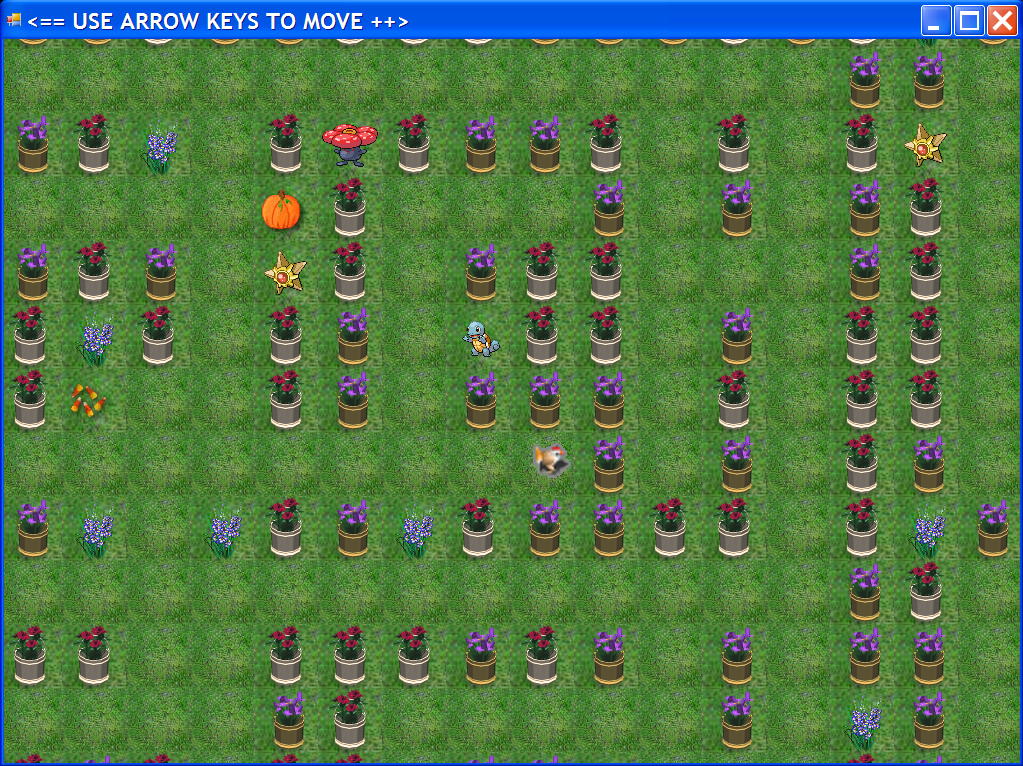 <== USE ARROW KEYS TO MOVE ++>